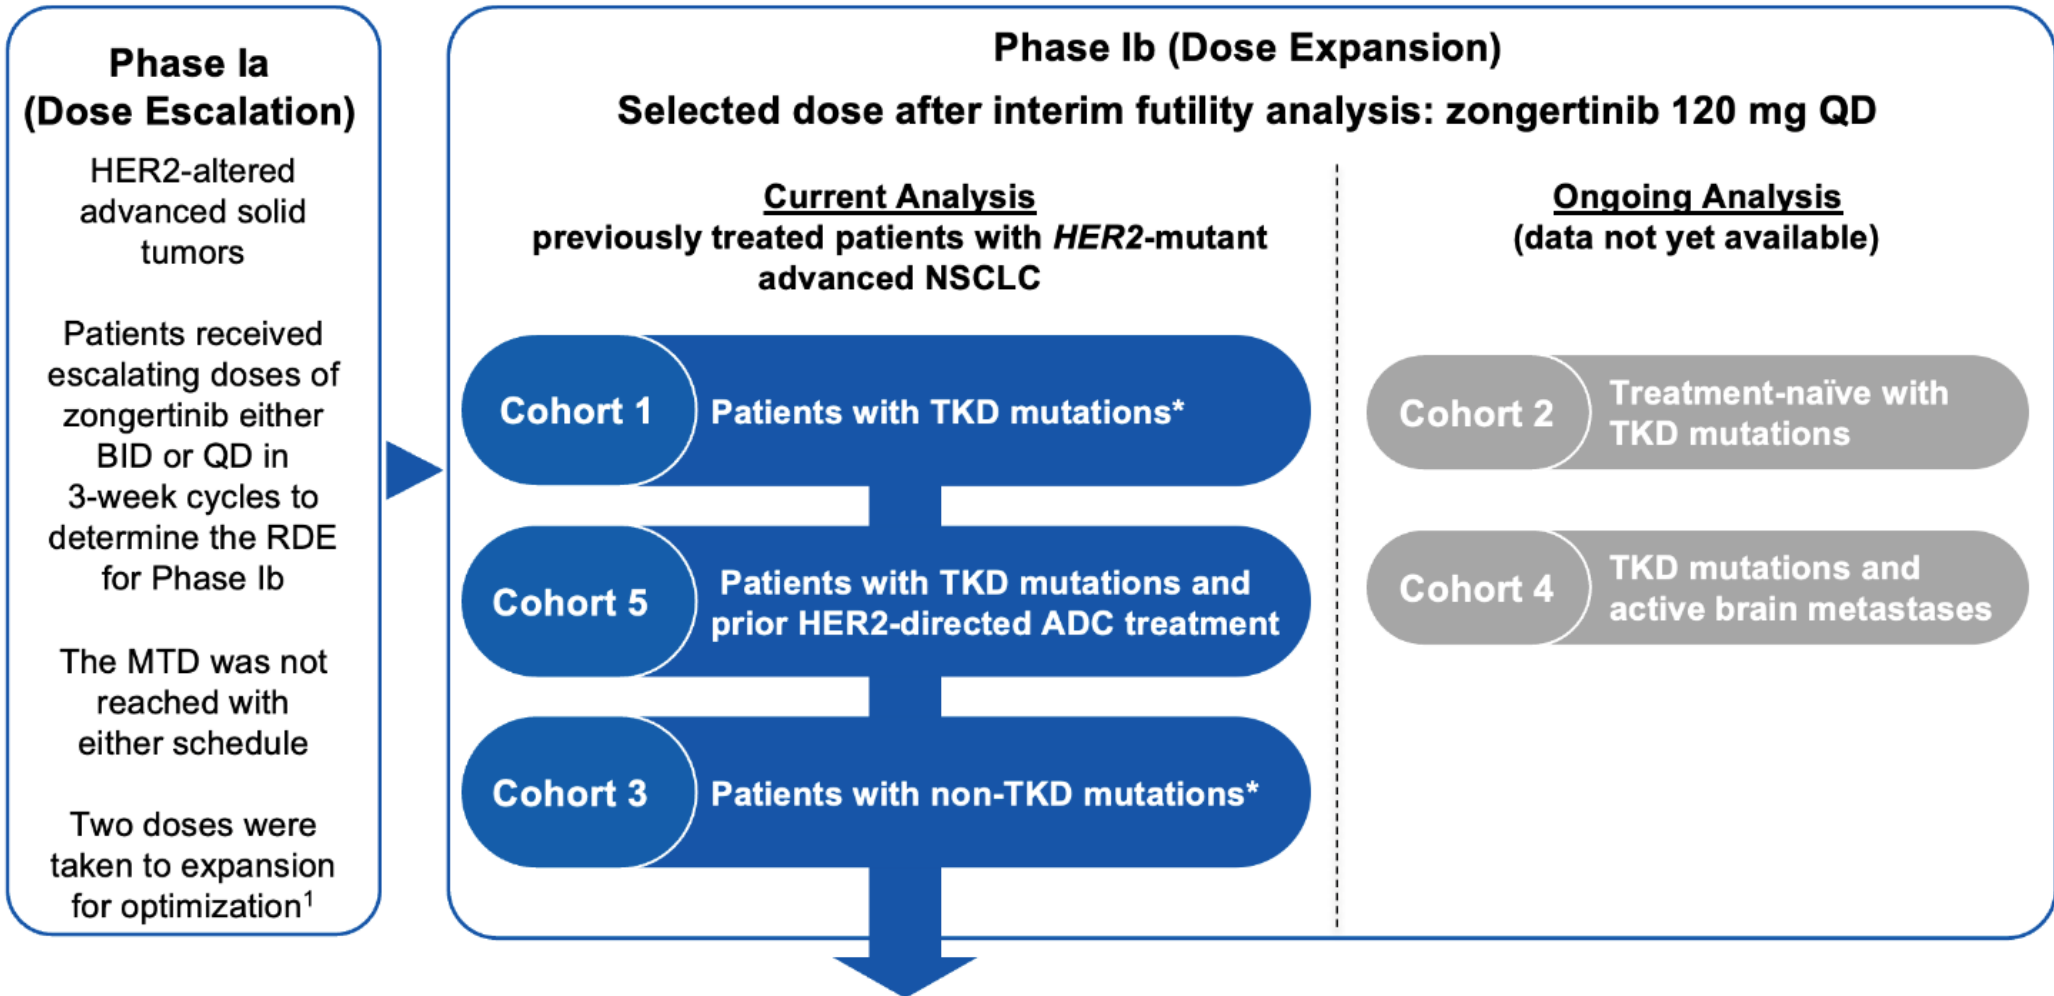 Phase Ia
(Dose Escalation)
HER2-altered
advanced solid
tumors
Patients received
escalating doses of
zongertinib either
BID or QD in
3-week cycles to
determine the RDE
for Phase Ib
The MTD was not
reached with
either schedule
Two doses were
taken to expansion
for optimization¹
Phase Ib (Dose Expansion)
Selected dose after interim futility analysis: zongertinib 120 mg QD
Current Analysis
previously treated patients with HER2-mutant
advanced NSCLC
Cohort 1
Patients with TKD mutations*
Cohort 5
Patients with TKD mutations and
prior HER2-directed ADC treatment
Cohort 3
Patients with non-TKD mutations*
Ongoing Analysis
(data not yet available)
Cohort 2
Treatment-naïve with
TKD mutations
Cohort 4
TKD mutations and
active brain metastases